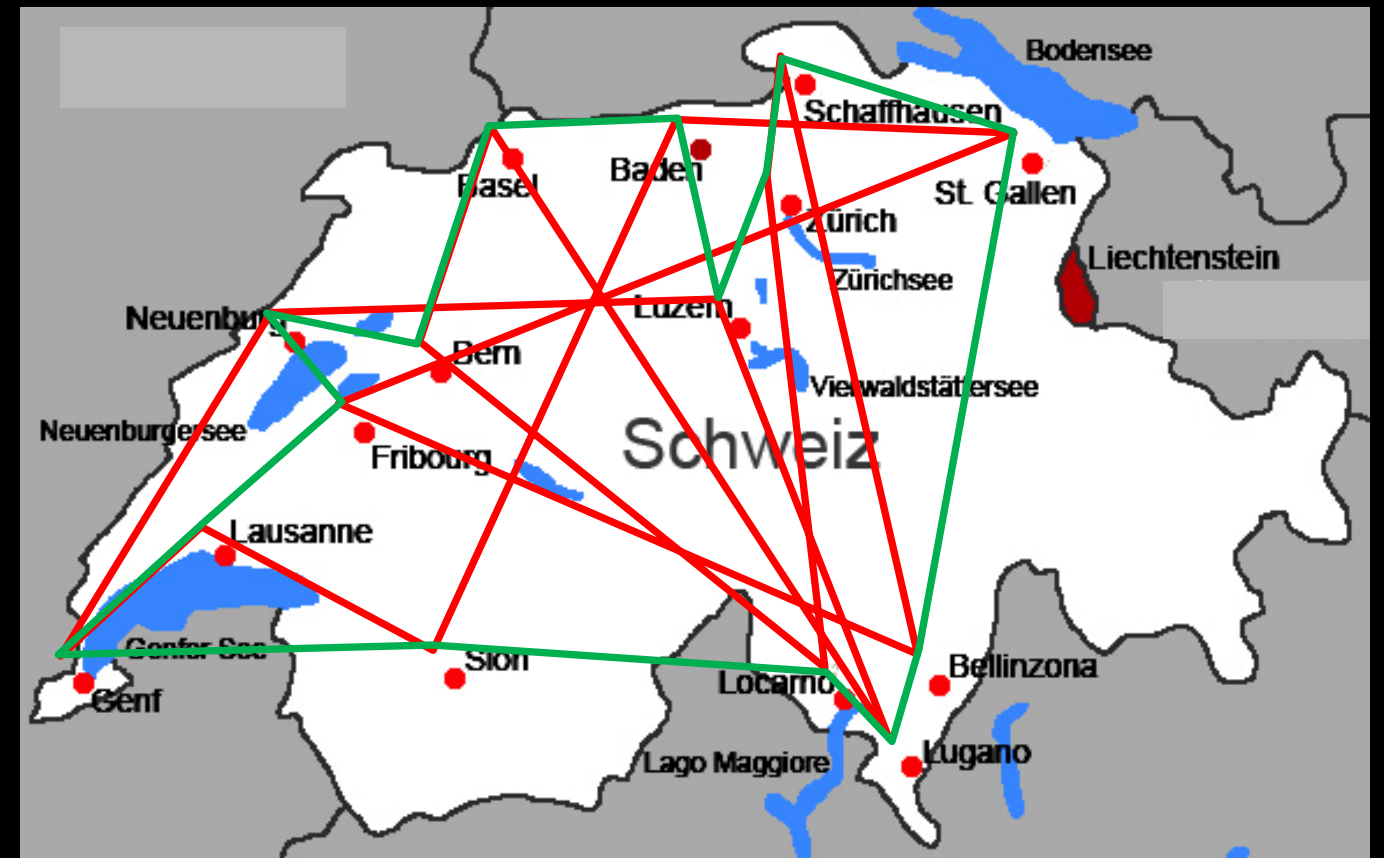 Bodensee
Schaffhausen
Basel
Baden
St. Gallen
Zürich
Liechtenstein
Zürichsee
Luzern
Neuenburg
Bern
Vierwaldstättersee
Neuenburgersee
Schweiz
Fribourg
Lausanne
Genfer See
Sion
Bellinzona
Locarno
Genf
Lugano
Lago Maggiore